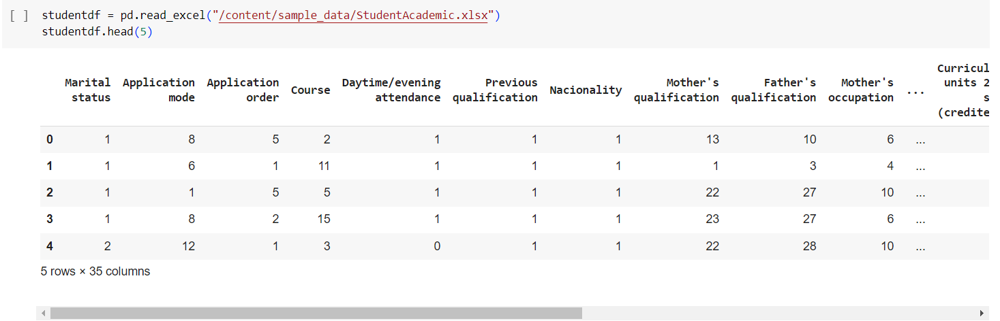 [ ] studentdf = pd.read_excel("/content/sample_data/StudentAcademic.xlsx")
studentdf.head(5)
Marital status Application mode Application order Course Daytime/evening attendance Previous qualification Nacionality Mother's qualification Father's qualification Mother's occupation ... Curricul units 2 s (credite
0 1 8 5 2 1 1 1 13 10 6 ...
1 1 6 1 11 1 1 1 1 3 4 ...
2 1 1 5 5 1 1 1 22 27 10 ...
3 1 8 2 15 1 1 1 23 27 6 ...
4 2 12 1 3 0 1 1 22 28 10 ...
5 rows × 35 columns